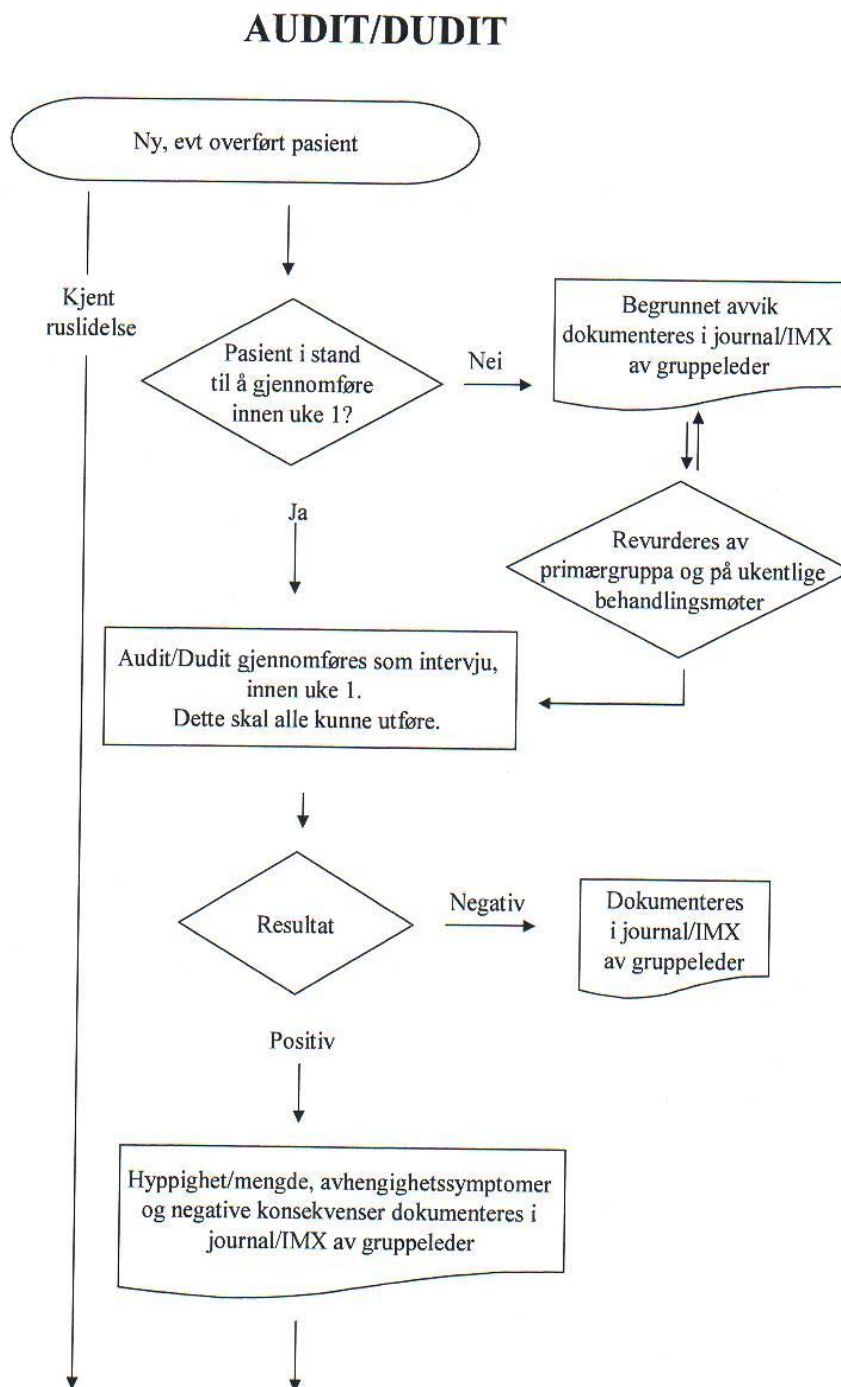 AUDIT/DUDIT
Ny, evt overført pasient
Kjent
ruslidelse
Pasient i stand
til å gjennomføre
innen uke 1?
Nei
Begrunnet avvik
dokumenteres i journal/IMX
av gruppeleder
Ja
Revurderes av
primærgruppa og på ukentlige
behandlingsmøter
Audit/Dudit gjennomføres som intervju,
innen uke 1.
Dette skal alle kunne utføre.
Resultat
Negativ
Dokumenteres
i journal/IMX
av gruppeleder
Positiv
Hyppighet/mengde, avhengighetssymptomer
og negative konsekvenser dokumenteres i
journal/IMX av gruppeleder